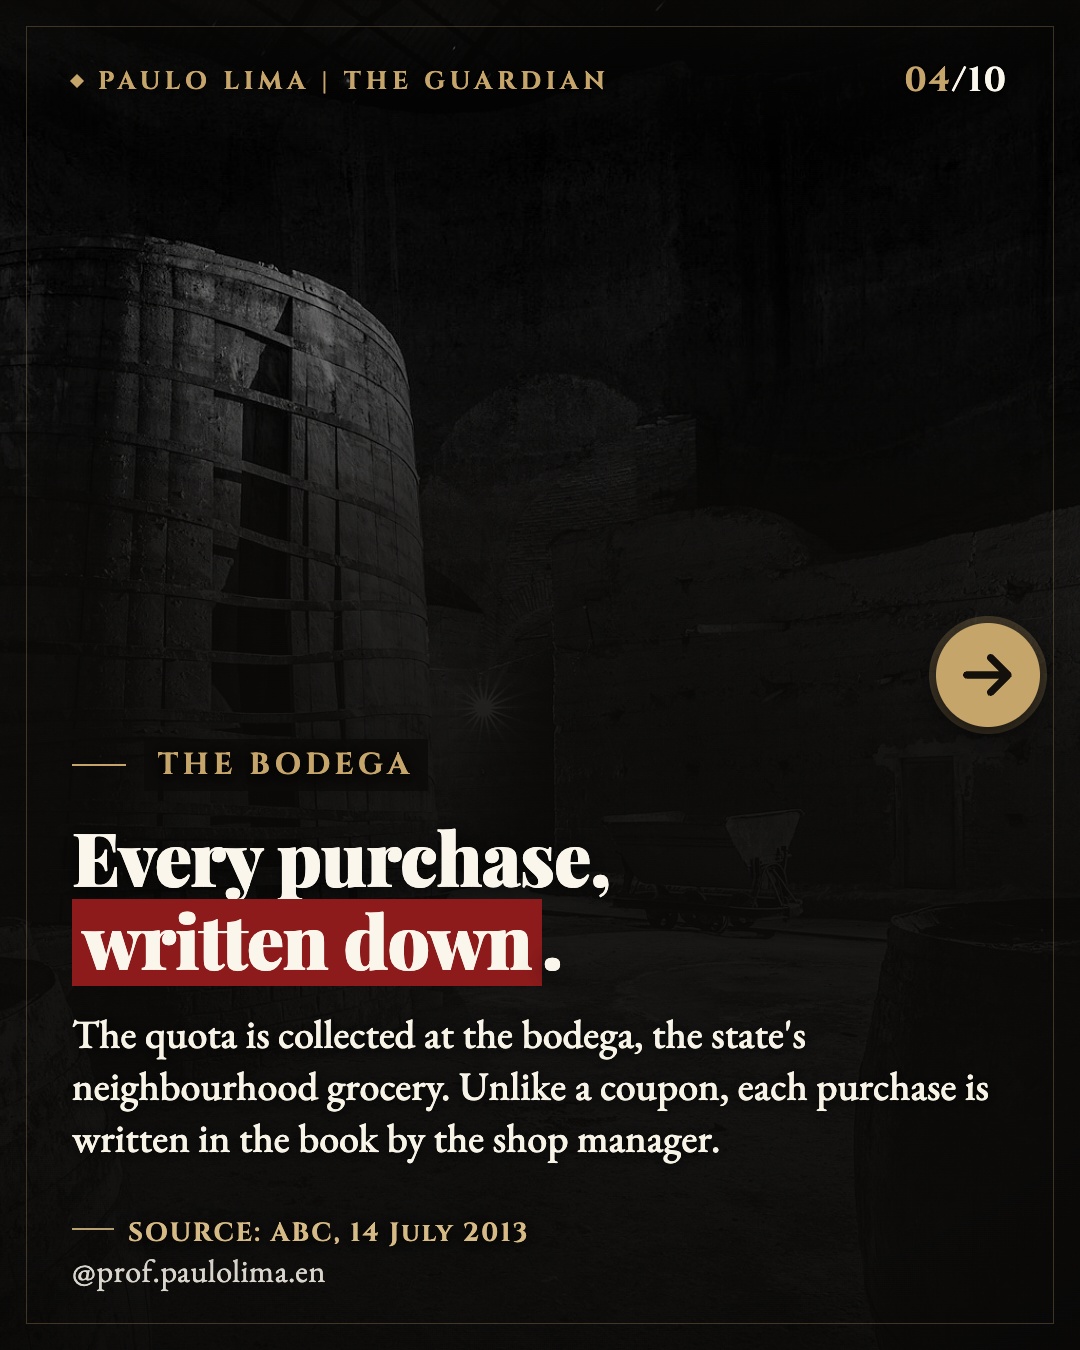 PAULO LIMA | THE GUARDIAN
04/10
THE BODEGA
Every purchase,
written down.
The quota is collected at the bodega, the state's
neighbourhood grocery. Unlike a coupon, each purchase is
written in the book by the shop manager.
SOURCE: ABC, 14 July 2013
@prof.paulolima.en